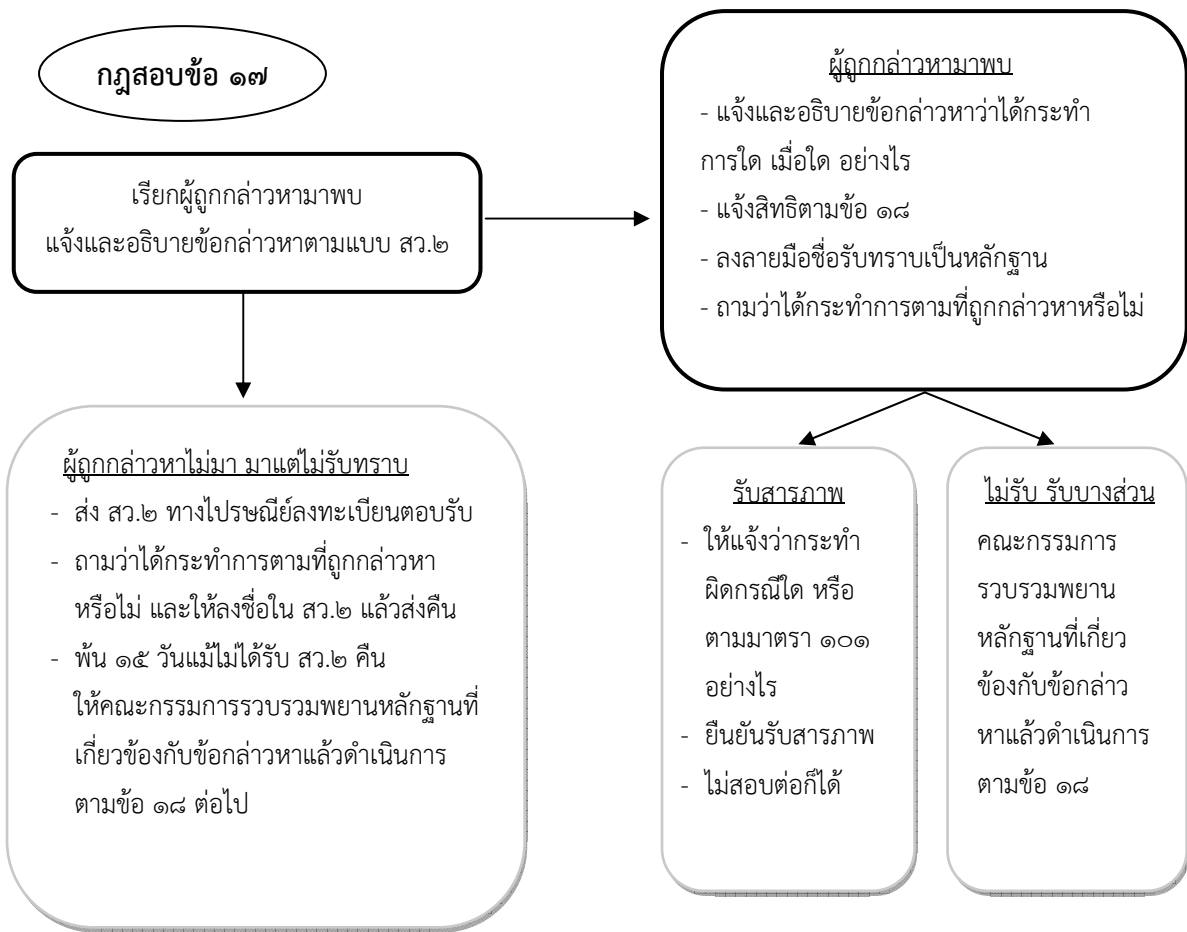 กฎสอบข้อ ๑๗
เรียกผู้ถูกกล่าวหามาพบ
แจ้งและอธิบายข้อกล่าวหาตามแบบ สว.๒
ผู้ถูกกล่าวหามาพบ
- แจ้งและอธิบายข้อกล่าวหาว่าได้กระทำ
การใด เมื่อใด อย่างไร
- แจ้งสิทธิตามข้อ ๑๘
- ลงลายมือชื่อรับทราบเป็นหลักฐาน
- ถามว่าได้กระทำการตามที่ถูกกล่าวหาหรือไม่
ผู้ถูกกล่าวหาไม่มา มาแต่ไม่รับทราบ
- ส่ง สว.๒ ทางไปรษณีย์ลงทะเบียนตอบรับ
- ถามว่าได้กระทำการตามที่ถูกกล่าวหา
หรือไม่ และให้ลงชื่อใน สว.๒ แล้วส่งคืน
- พ้น ๑๕ วันแม้ไม่ได้รับ สว.๒ คืน
ให้คณะกรรมการรวบรวมพยานหลักฐานที่
เกี่ยวข้องกับข้อกล่าวหาแล้วดำเนินการ
ตามข้อ ๑๘ ต่อไป
รับสารภาพ
- ให้แจ้งว่ากระทำ
ผิดกรณีใด หรือ
ตามมาตรา ๑๐๑
อย่างไร
- ยืนยันรับสารภาพ
- ไม่สอบต่อก็ได้
ไม่รับ รับบางส่วน
คณะกรรมการ
รวบรวมพยาน
หลักฐานที่เกี่ยว
ข้องกับข้อกล่าว
หาแล้วดำเนินการ
ตามข้อ ๑๘